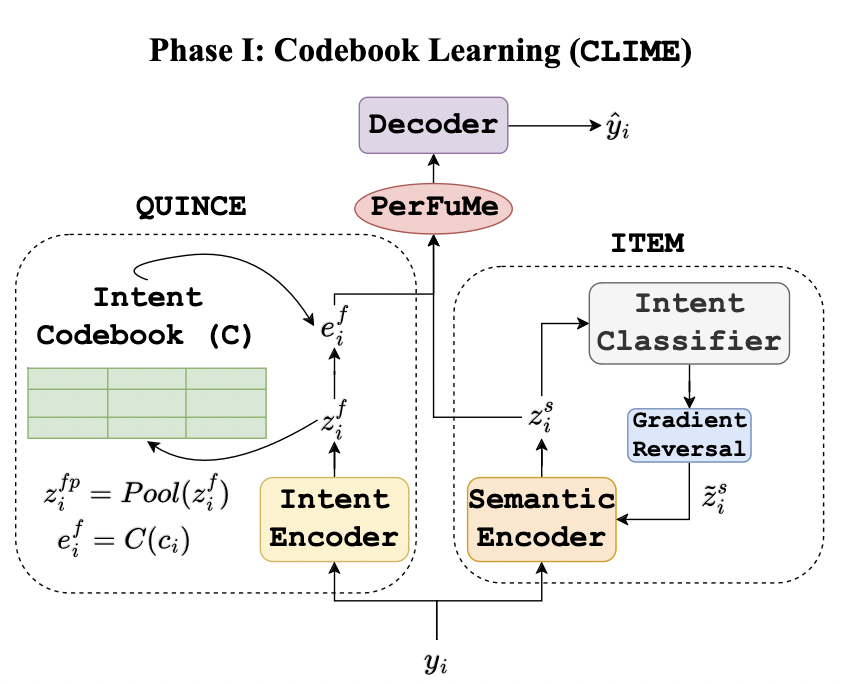 Phase I: Codebook Learning (CLIME)
Decoder
ŷ_i
PerFuMe
QUINCE
ITEM
Intent
Codebook (C)
e_i^f
z_i^f
z_i^{fp} = Pool(z_i^f)
e_i^f = C(c_i)
Intent
Encoder
Intent
Classifier
z_i^s
Gradient
Reversal
z̃_i^s
Semantic
Encoder
y_i